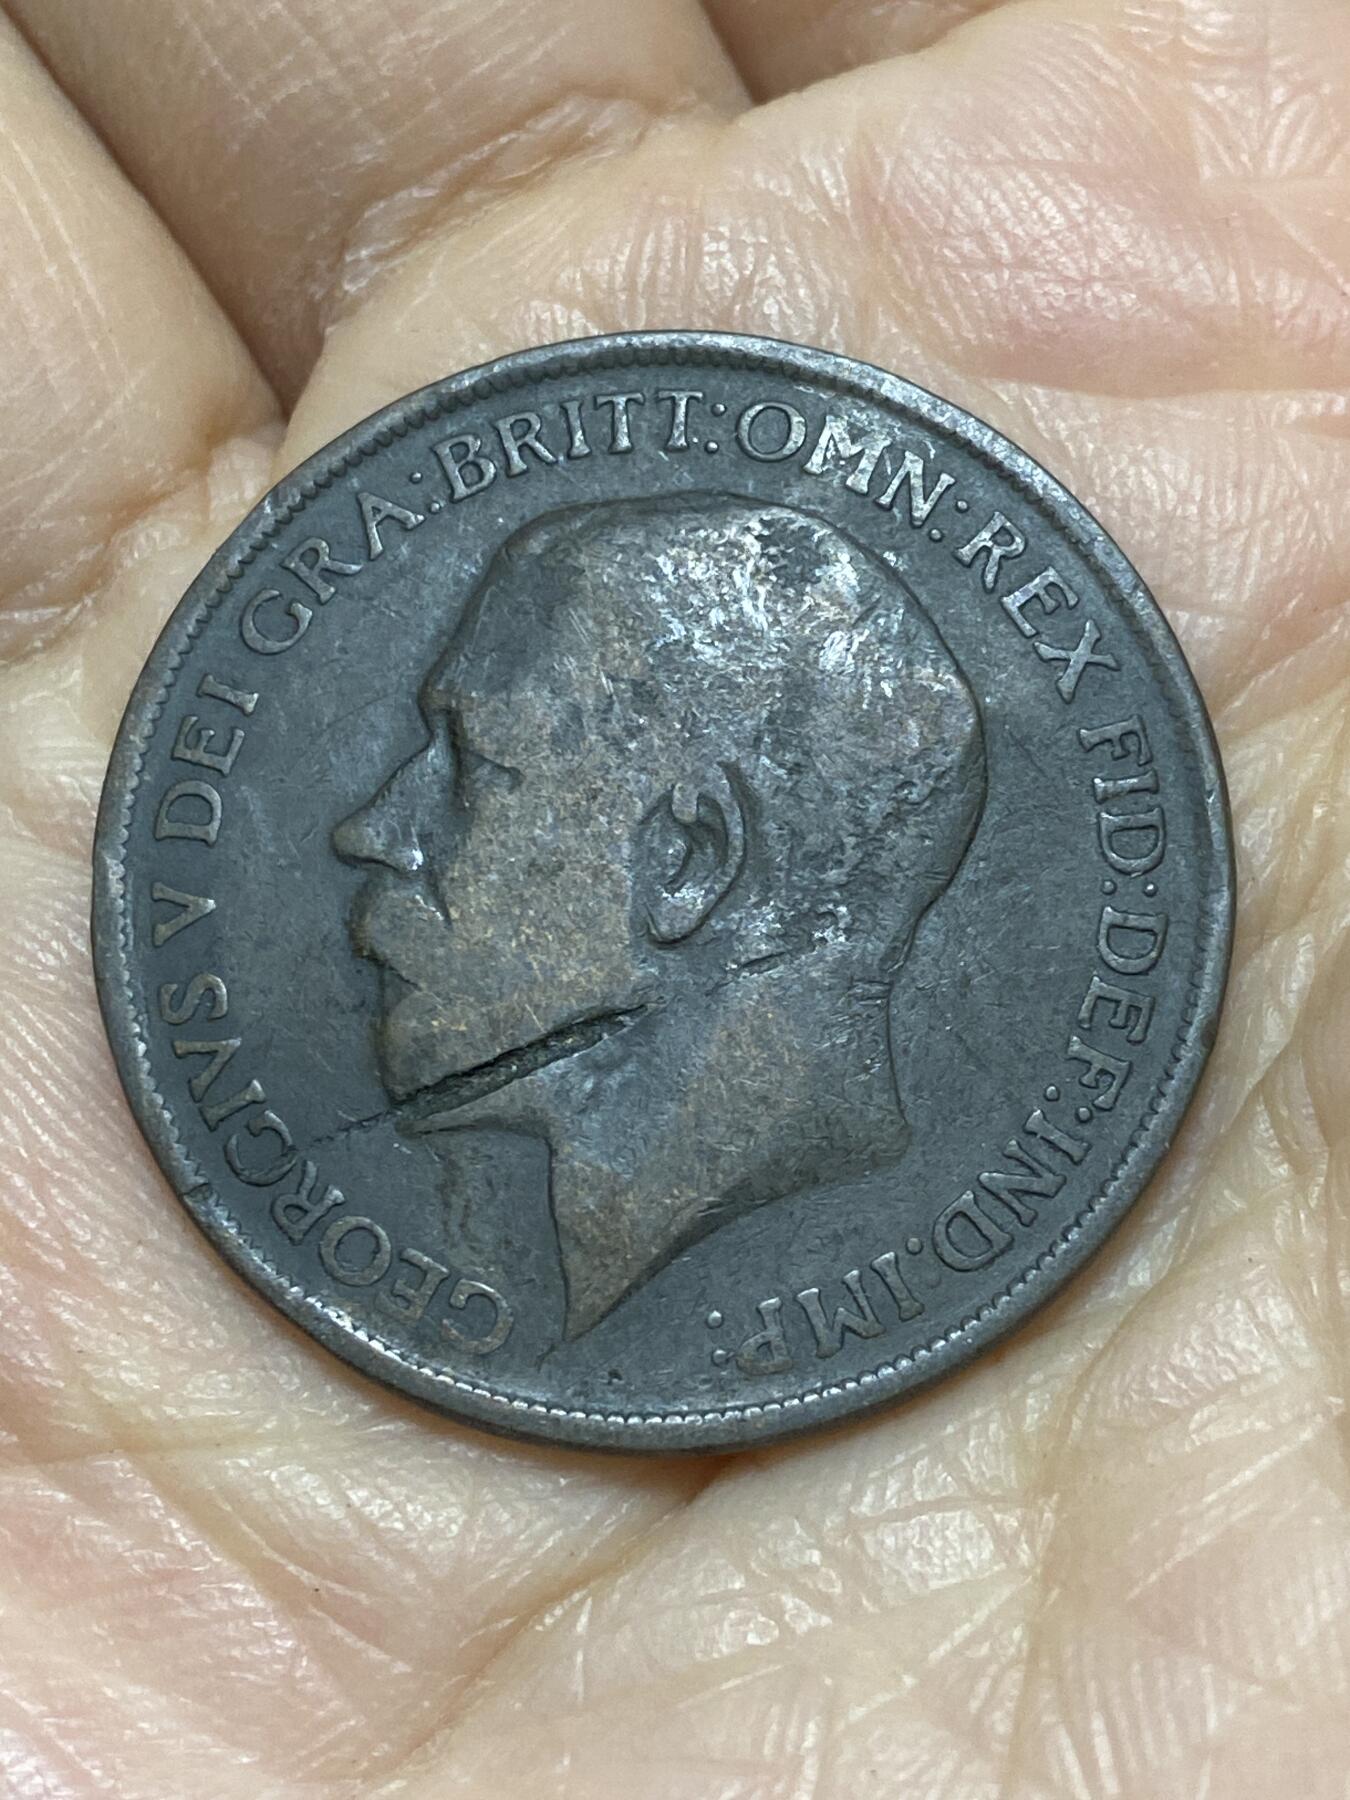 GEORGIVS V DEI GRA: BRITT: OMN: REX FID: DEF: IND: IMP: